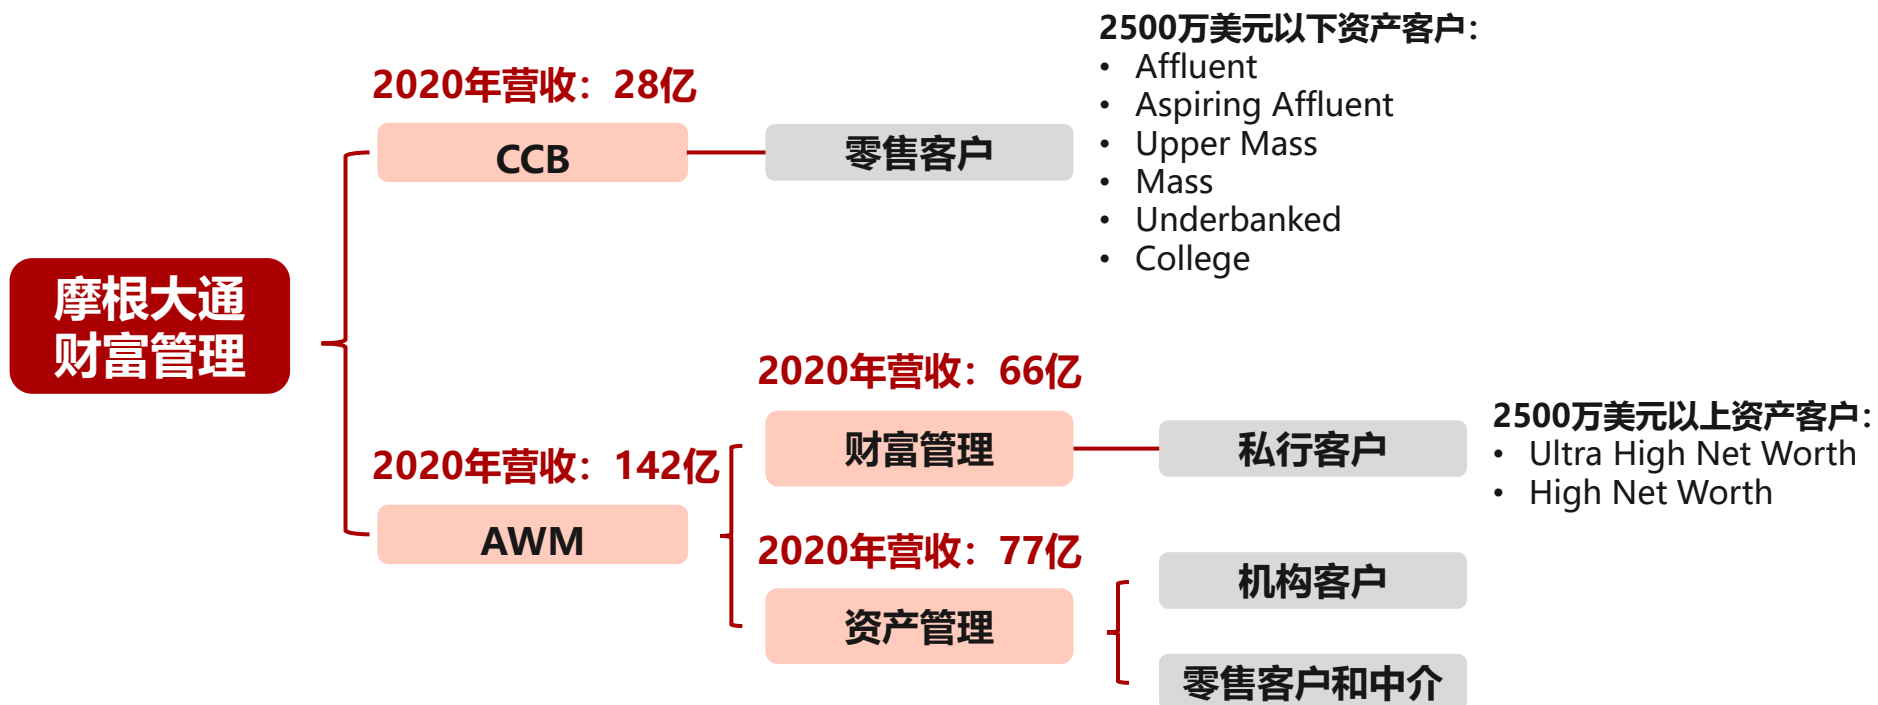 2500万美元以下资产客户：
• Affluent
• Aspiring Affluent
• Upper Mass
• Mass
• Underbanked
• College
2020年营收：28亿
CCB
零售客户
摩根大通
财富管理
2020年营收：142亿
AWM
2020年营收：66亿
财富管理
私行客户
2500万美元以上资产客户：
• Ultra High Net Worth
• High Net Worth
2020年营收：77亿
资产管理
机构客户
零售客户和中介